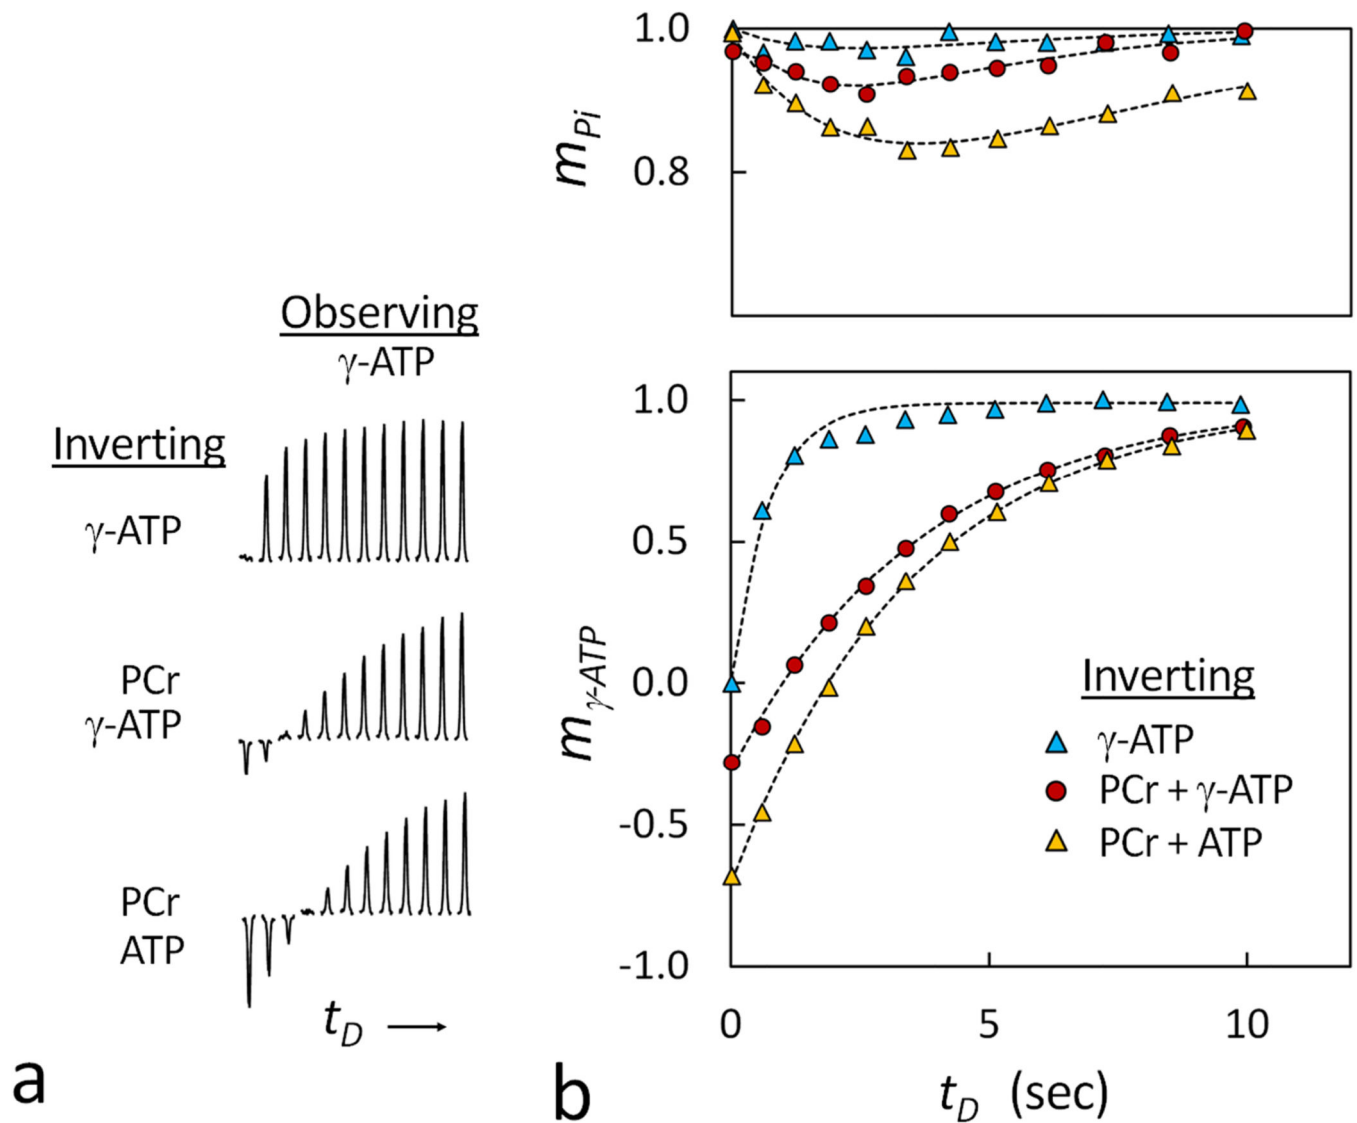 Observing
γ-ATP
Inverting
γ-ATP
PCr
γ-ATP
PCr
ATP
t_D
a
1.0
0.8
m_Pi
1.0
0.5
0.0
-0.5
-1.0
m_γ-ATP
Inverting
γ-ATP
PCr + γ-ATP
PCr + ATP
0 5 10
t_D (sec)
b